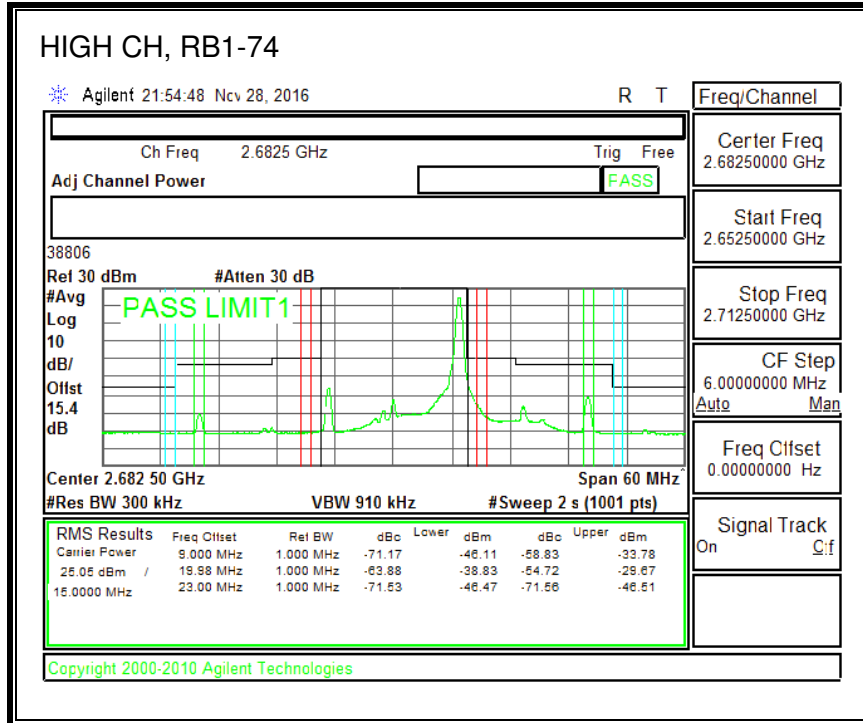 HIGH CH, RB1-74
Agilent 21:54:48 Nov 28, 2016 R T
Ch Freq 2.6825 GHz Trig Free
Adj Channel Power PASS
38806
Ref 30 dBm #Atten 30 dB
#Avg
Log
10
dB/
Offst
15.4
dB
PASS LIMIT1
Center 2.682 50 GHz Span 60 MHz^
#Res BW 300 kHz VBW 910 kHz #Sweep 2 s (1001 pts)
RMS Results Freq Offset Ref BW dBc Lower dBm dBc Upper dBm
Carrier Power 9.000 MHz 1.000 MHz -71.17 -46.11 -58.83 -33.78
25.05 dBm / 19.98 MHz 1.000 MHz -63.88 -38.83 -54.72 -29.67
15.0000 MHz 23.00 MHz 1.000 MHz -71.53 -46.47 -71.56 -46.51
Copyright 2000-2010 Agilent Technologies
Freq/Channel
Center Freq
2.68250000 GHz
Start Freq
2.65250000 GHz
Stop Freq
2.71250000 GHz
CF Step
6.00000000 MHz
Auto Man
Freq Offset
0.00000000 Hz
Signal Track
On Off